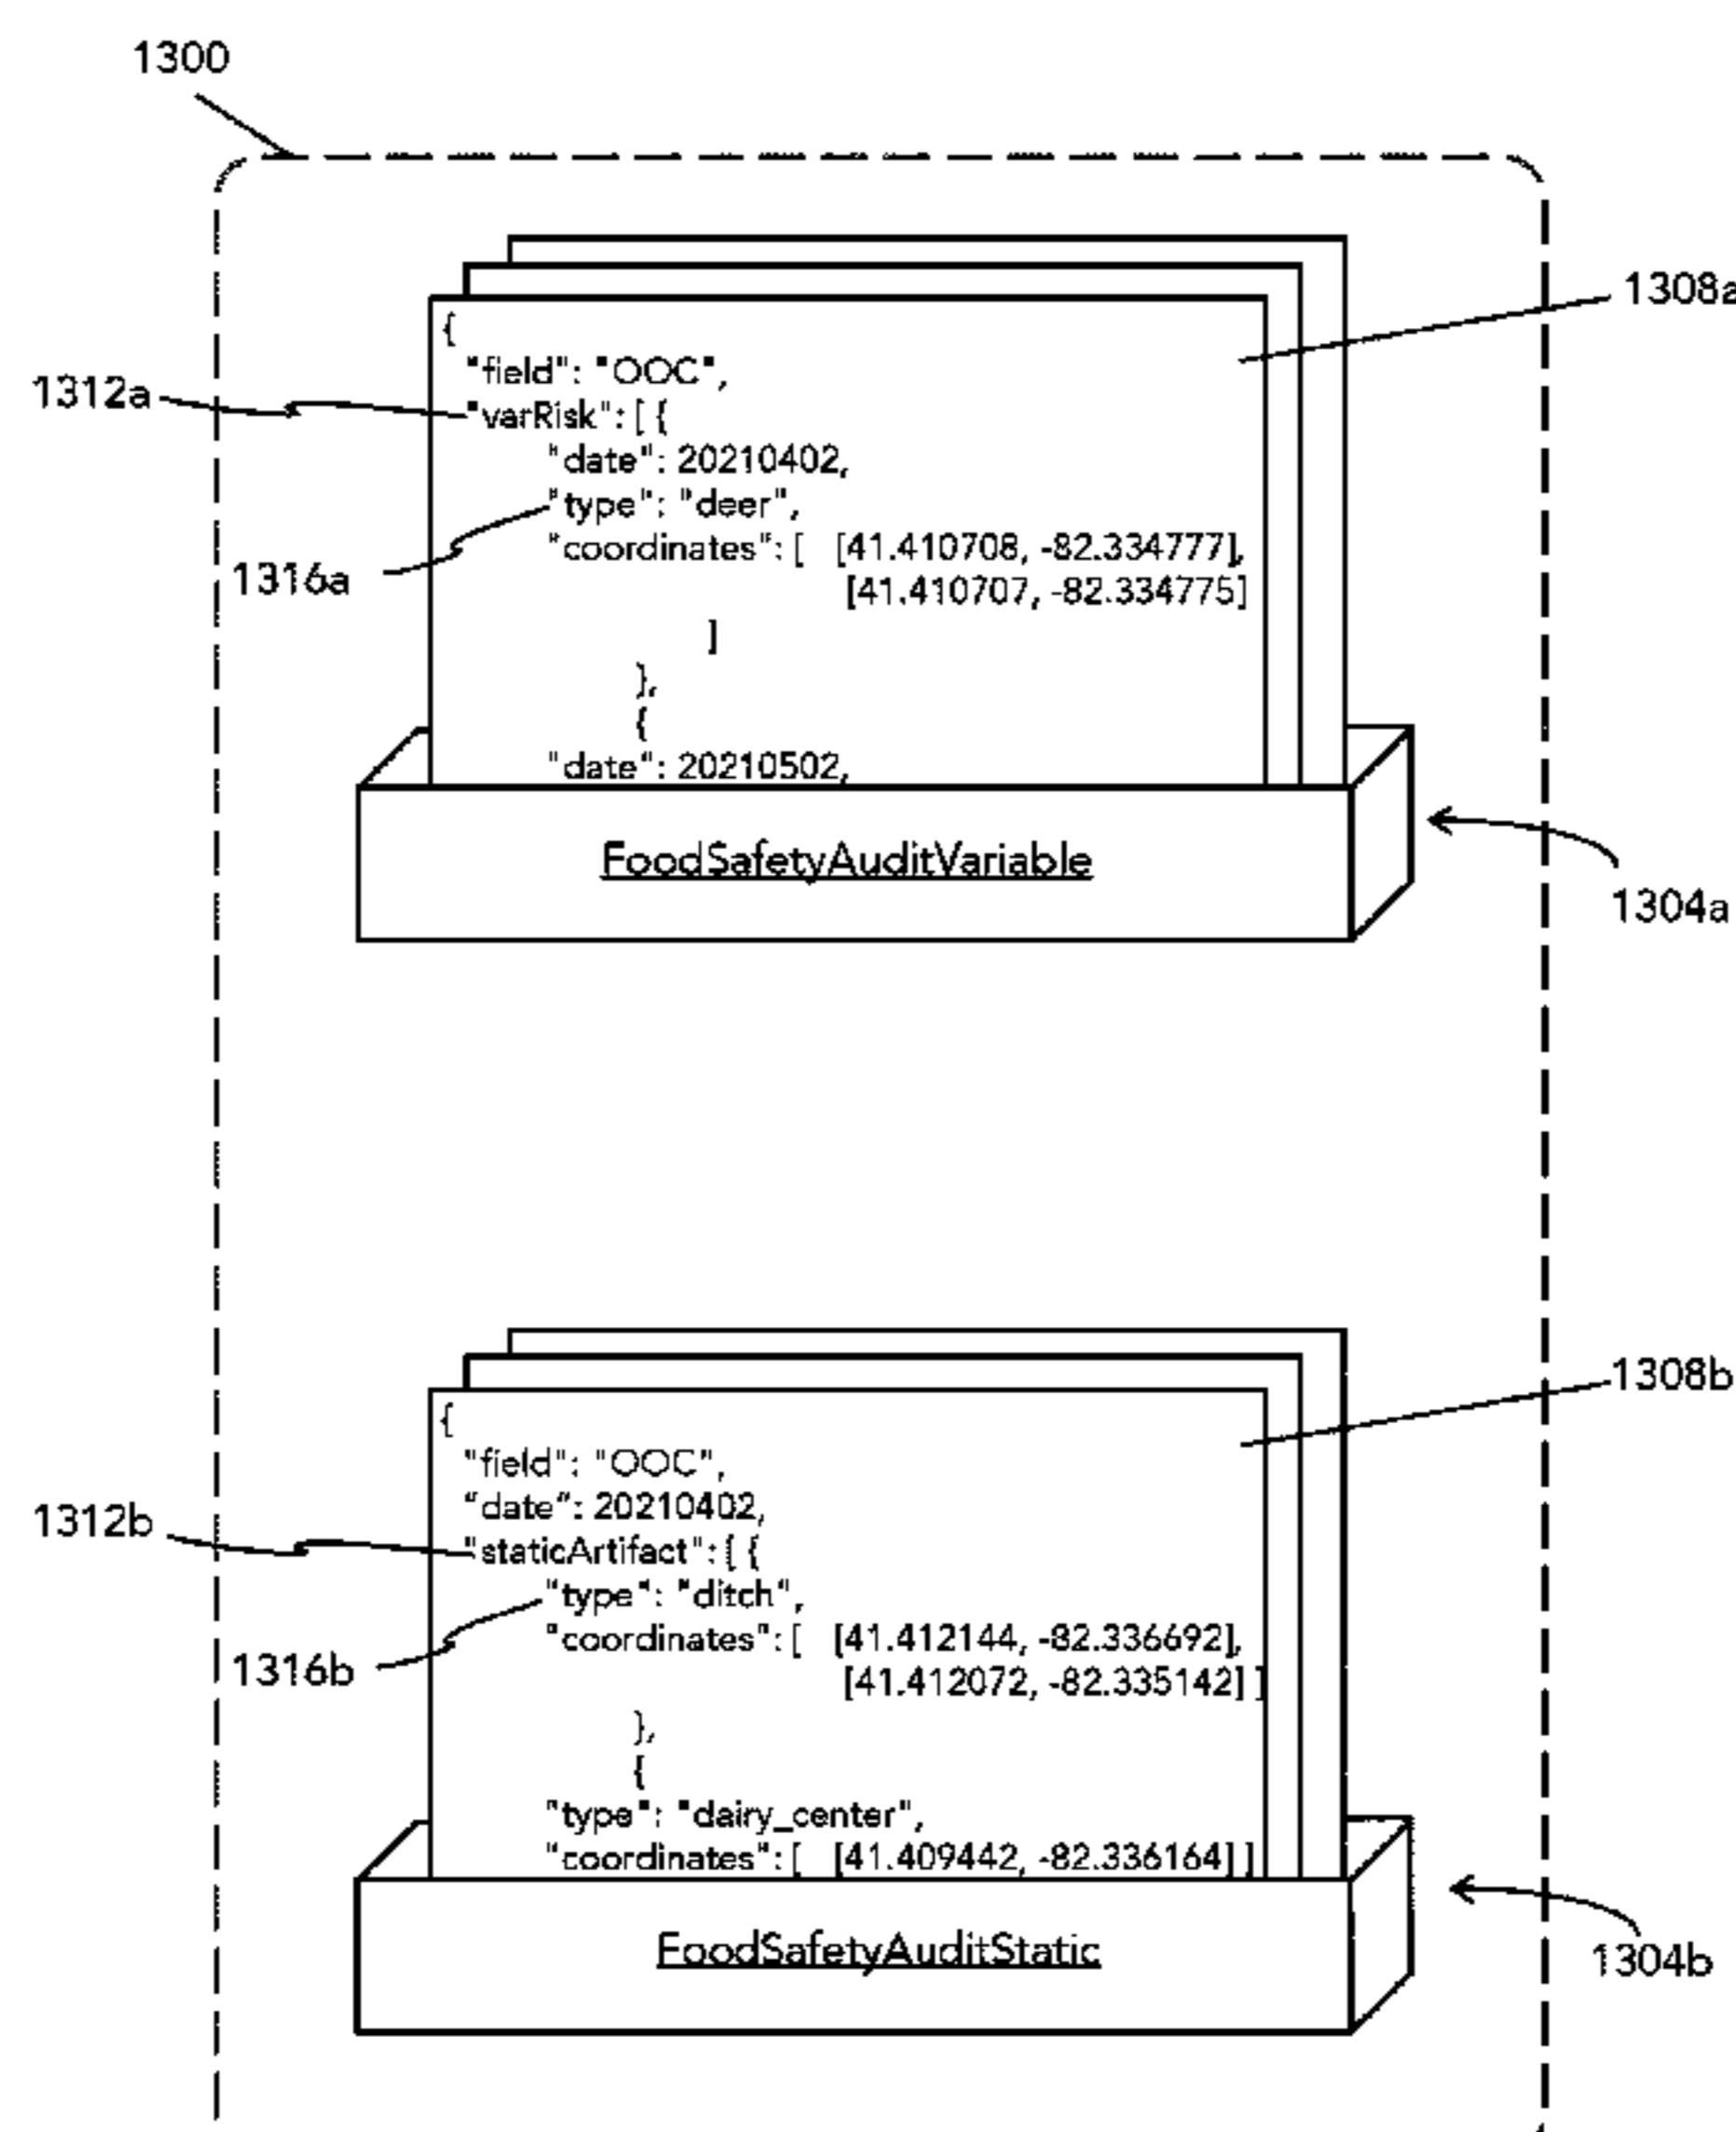 1300
1308a
{
"field": "OOC",
1312a
"varRisk": [ {
"date": 20210402,
"type": "deer",
"coordinates": [ [41.410708, -82.334777],
1316a
[41.410707, -82.334775]
]
},
{
"date": 20210502,
FoodSafetyAuditVariable
1304a
1308b
{
"field": "OOC",
"date": 20210402,
1312b
"staticArtifact": [ {
"type": "ditch",
"coordinates": [ [41.412144, -82.336692],
1316b
[41.412072, -82.335142] ]
},
{
"type": "dairy_center",
"coordinates": [ [41.409442, -82.336164] ]
FoodSafetyAuditStatic
1304b